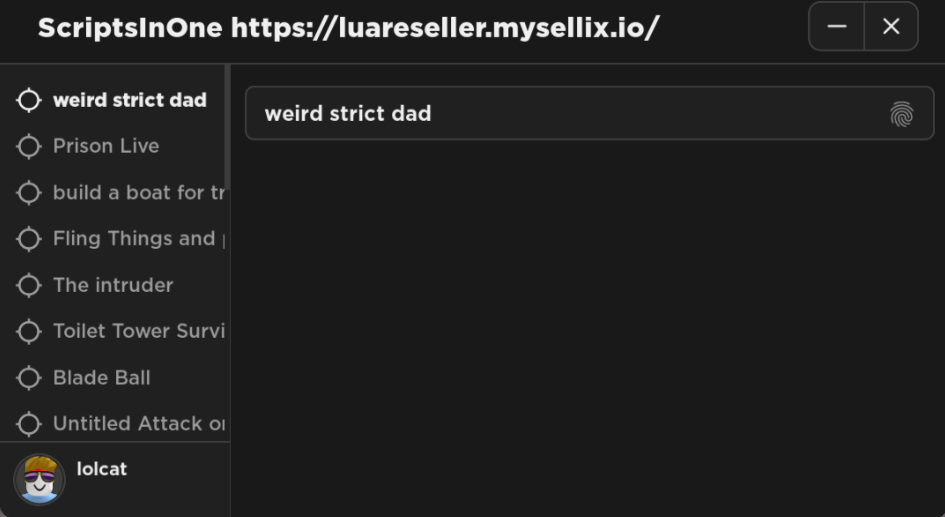 ScriptsInOne https://luareseller.mysellix.io/
weird strict dad
Prison Live
build a boat for tr
Fling Things and
The intruder
Toilet Tower Survi
Blade Ball
Untitled Attack
lolcat
weird strict dad